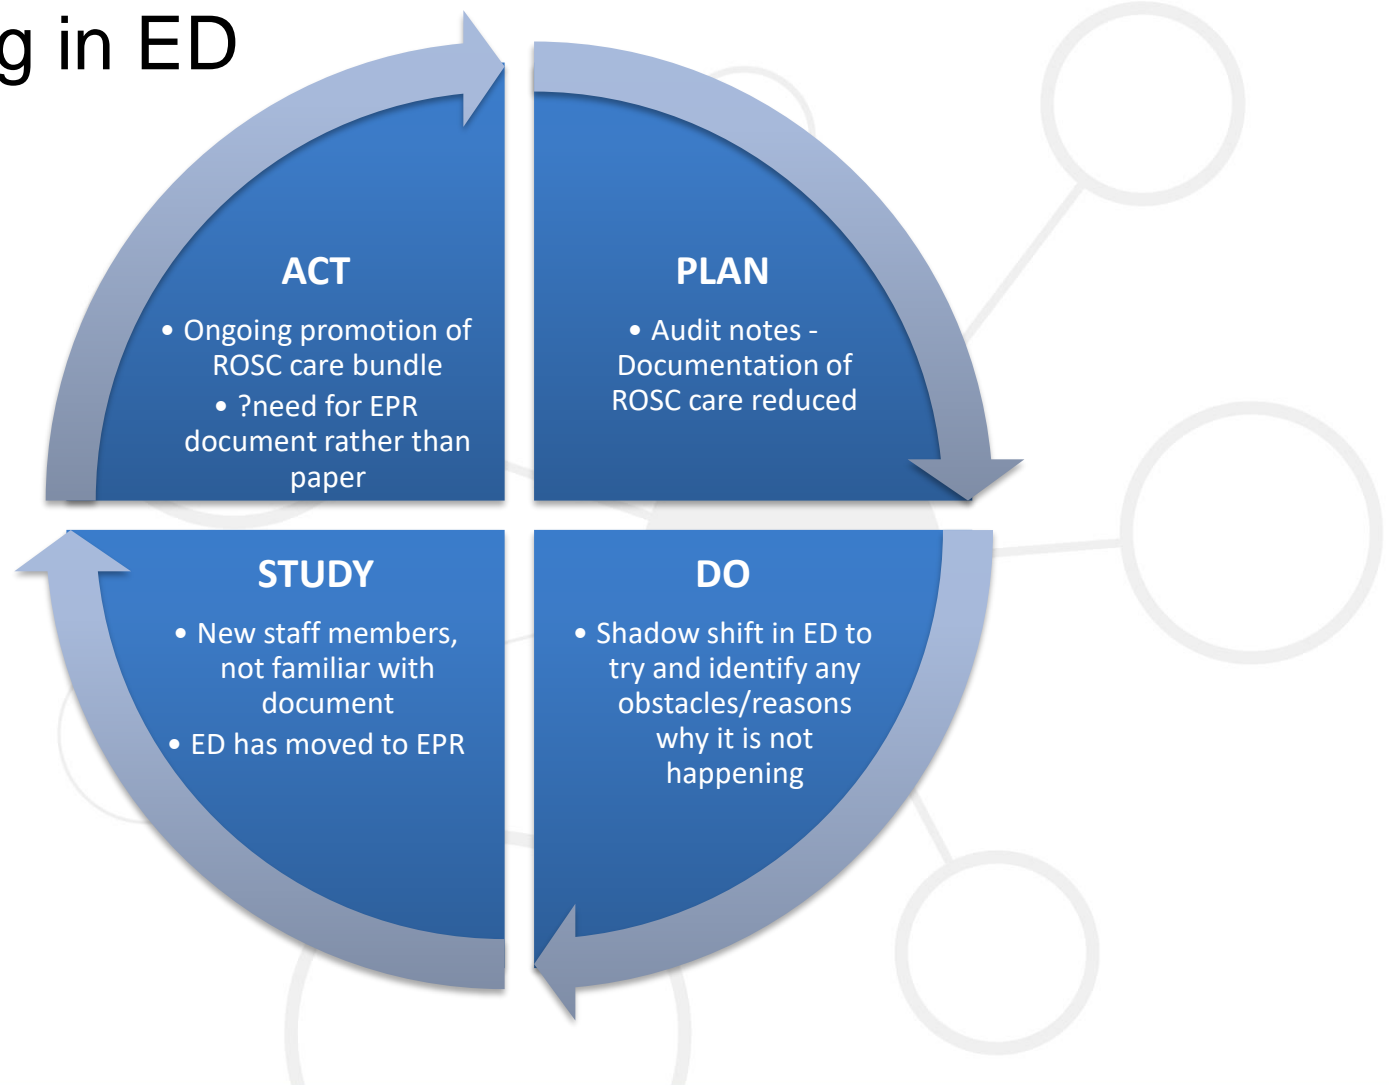 g in ED
ACT
• Ongoing promotion of
ROSC care bundle
• ?need for EPR
document rather than
paper
PLAN
• Audit notes -
Documentation of
ROSC care reduced
STUDY
• New staff members,
not familiar with
document
• ED has moved to EPR
DO
• Shadow shift in ED to
try and identify any
obstacles/reasons
why it is not
happening